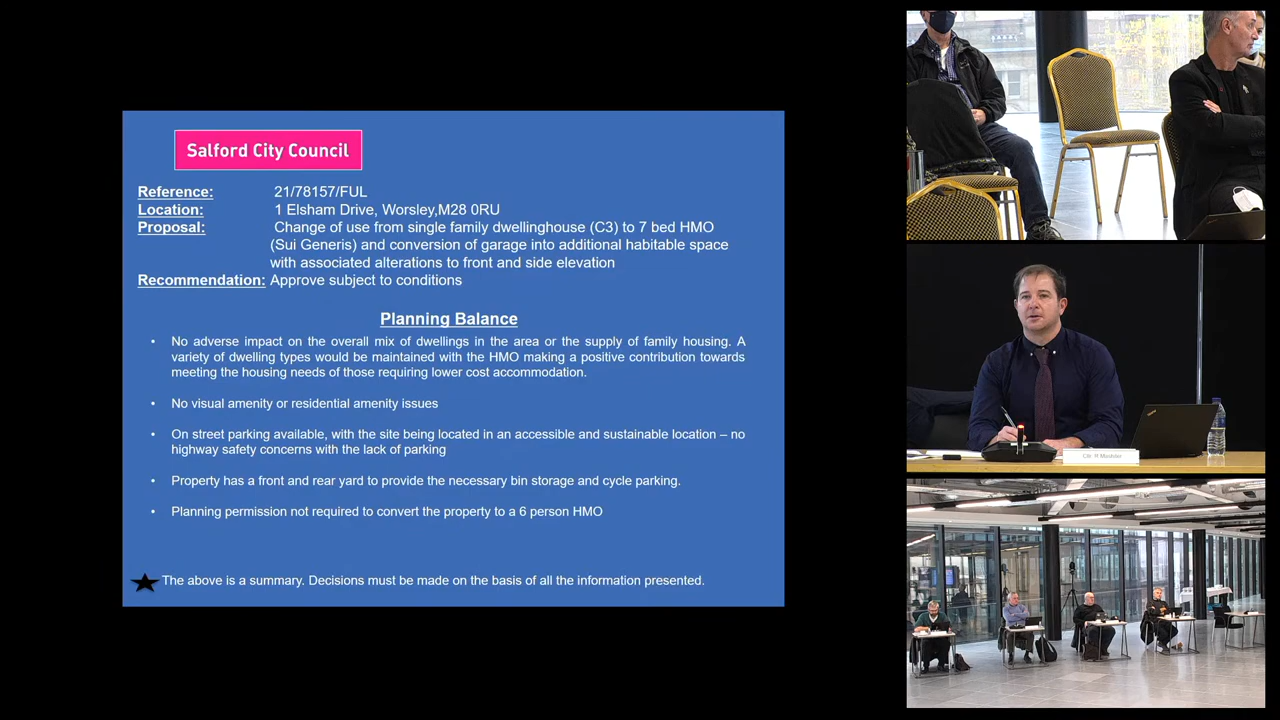 Salford City Council
Reference: 21/78157/FUL
Location: 1 Elsham Drive, Worsley,M28 0RU
Proposal: Change of use from single family dwellinghouse (C3) to 7 bed HMO
(Sui Generis) and conversion of garage into additional habitable space
with associated alterations to front and side elevation
Recommendation: Approve subject to conditions
Planning Balance
• No adverse impact on the overall mix of dwellings in the area or the supply of family housing. A
variety of dwelling types would be maintained with the HMO making a positive contribution towards
meeting the housing needs of those requiring lower cost accommodation.
• No visual amenity or residential amenity issues
• On street parking available, with the site being located in an accessible and sustainable location – no
highway safety concerns with the lack of parking
• Property has a front and rear yard to provide the necessary bin storage and cycle parking.
• Planning permission not required to convert the property to a 6 person HMO
The above is a summary. Decisions must be made on the basis of all the information presented.